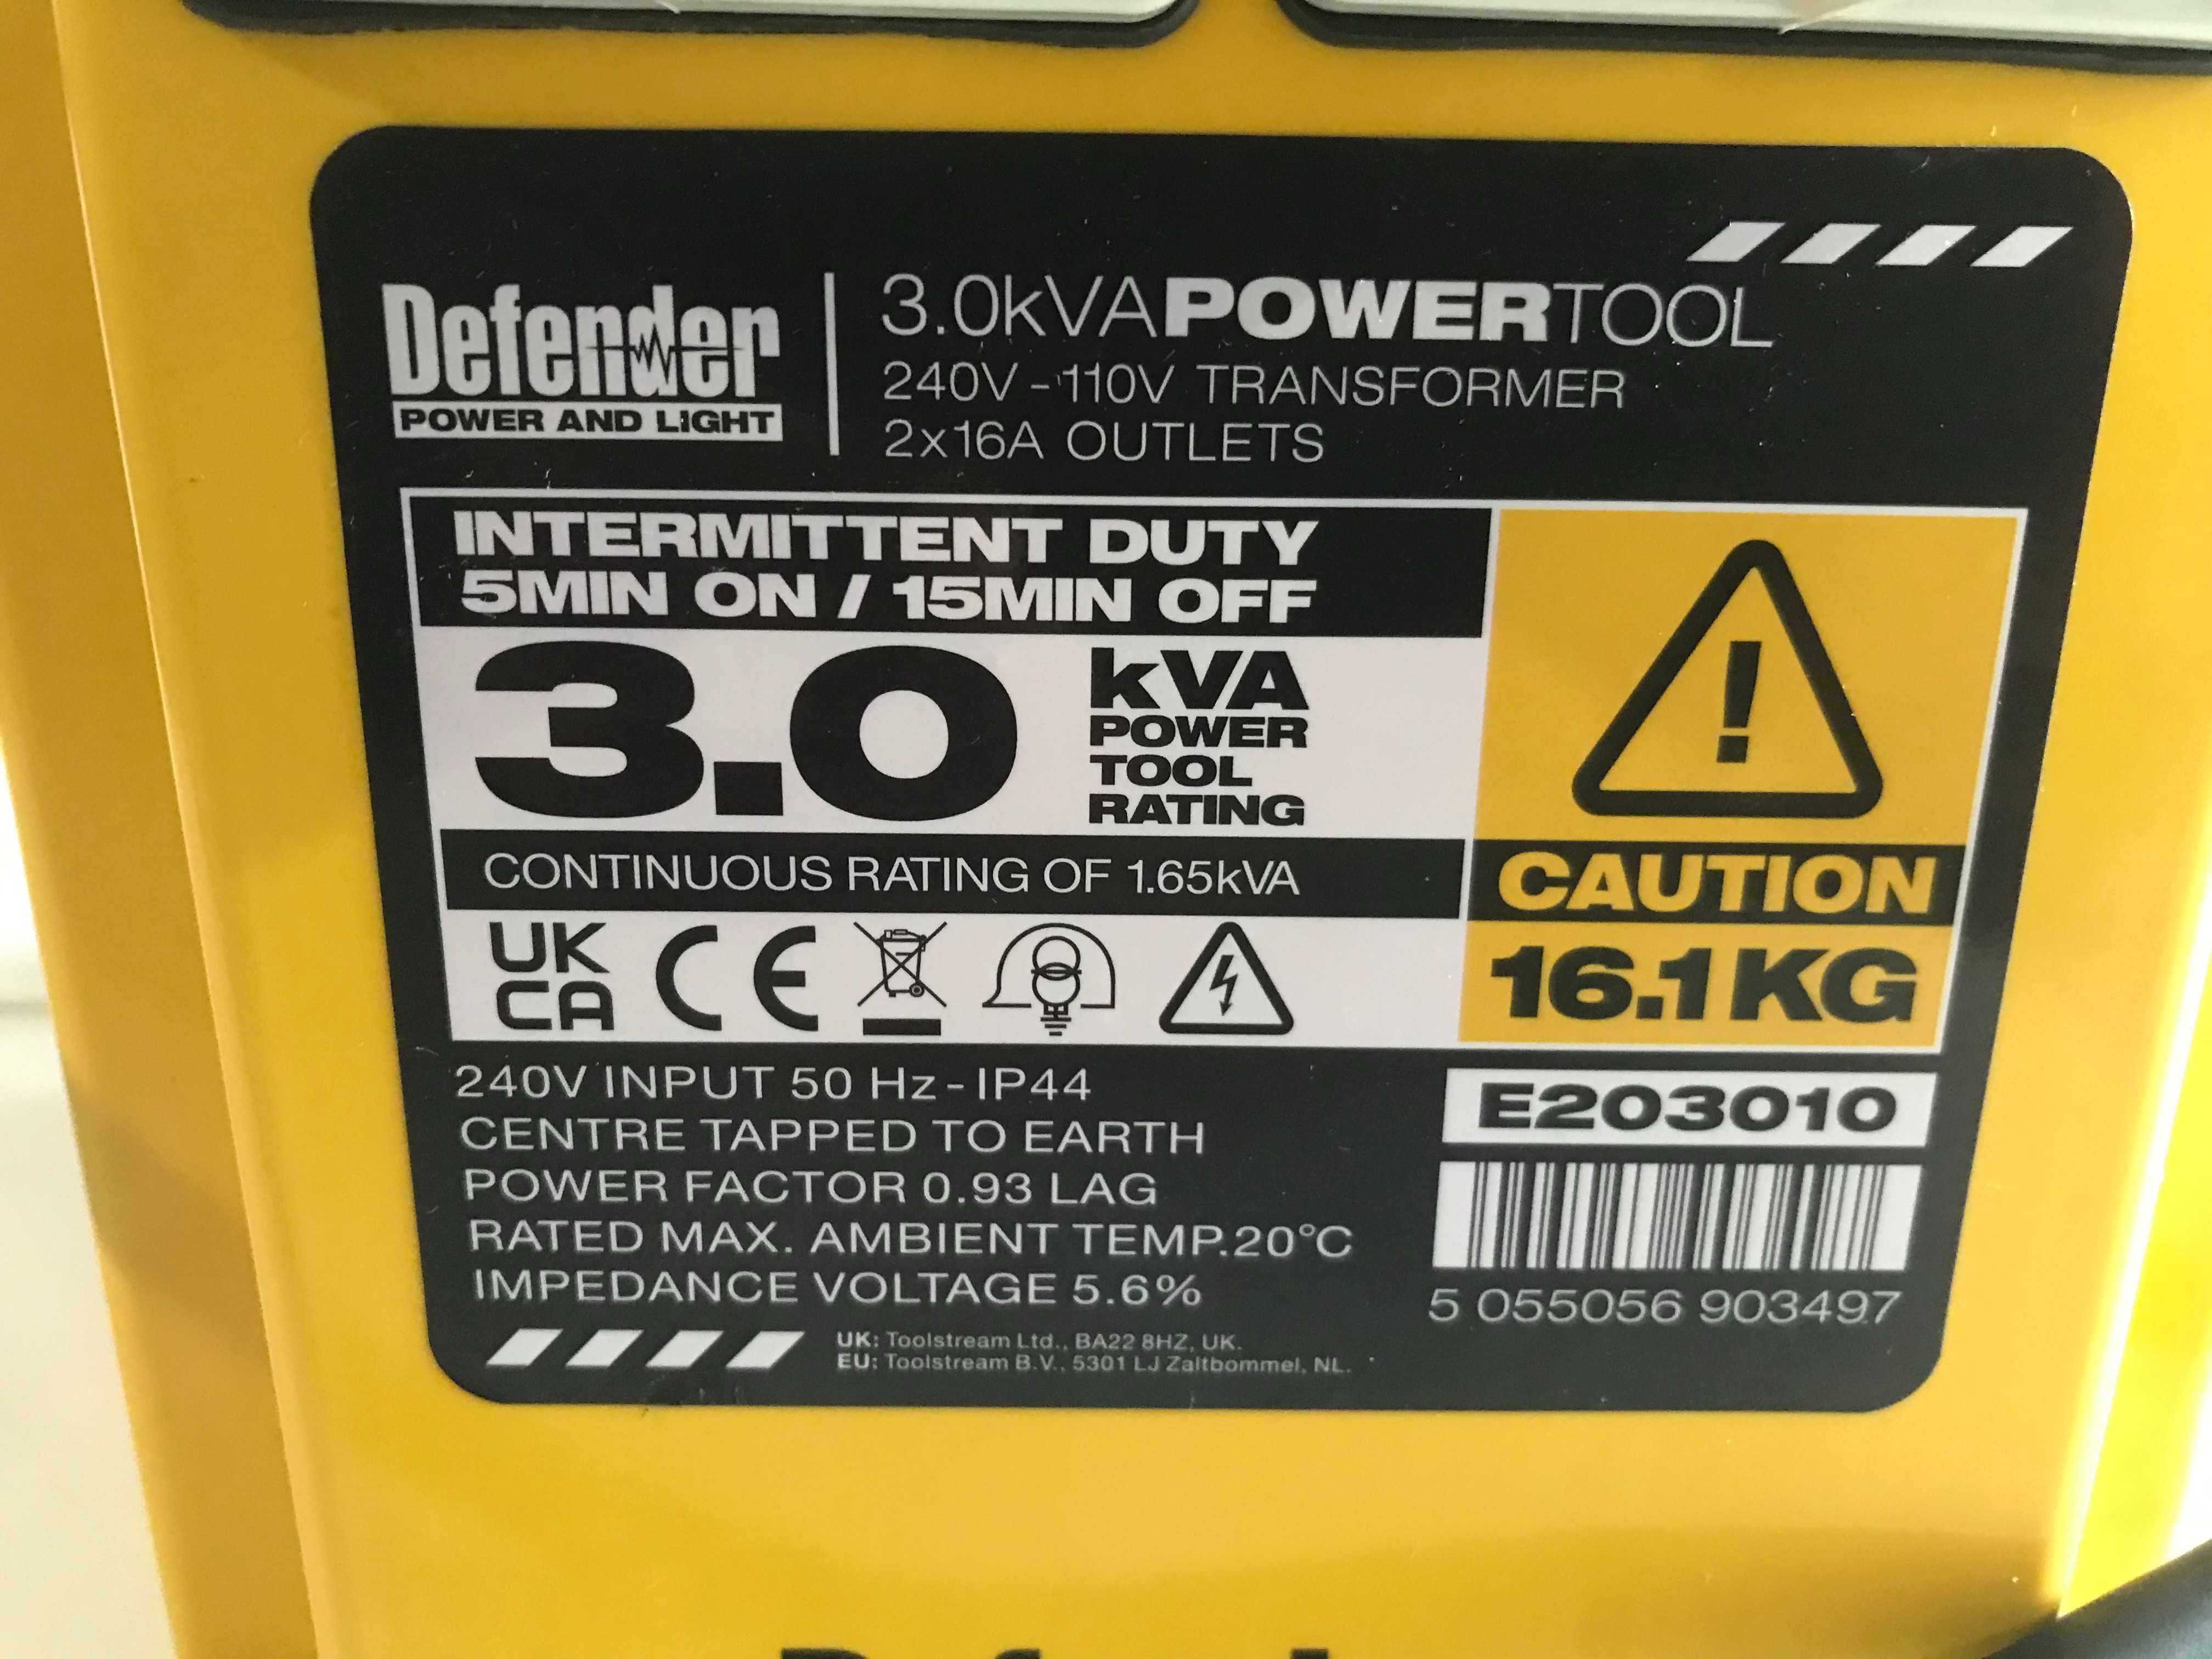 Defender
POWER AND LIGHT
3.0kVAPOWERTOOL
240V-110V TRANSFORMER
2x16A OUTLETS
INTERMITTENT DUTY
5MIN ON / 15MIN OFF
3.0 kVA
POWER
TOOL
RATING
CONTINUOUS RATING OF 1.65kVA
UK
CA
CE
!
CAUTION
16.1KG
240V INPUT 50 Hz-IP44
CENTRE TAPPED TO EARTH
POWER FACTOR 0.93 LAG
RATED MAX. AMBIENT TEMP.20°C
IMPEDANCE VOLTAGE 5.6%
E203010
5 055056 903497
UK: Toolstream Ltd., BA22 8HZ, UK.
EU: Toolstream B.V., 5301 LJ Zaltbommel, NL.